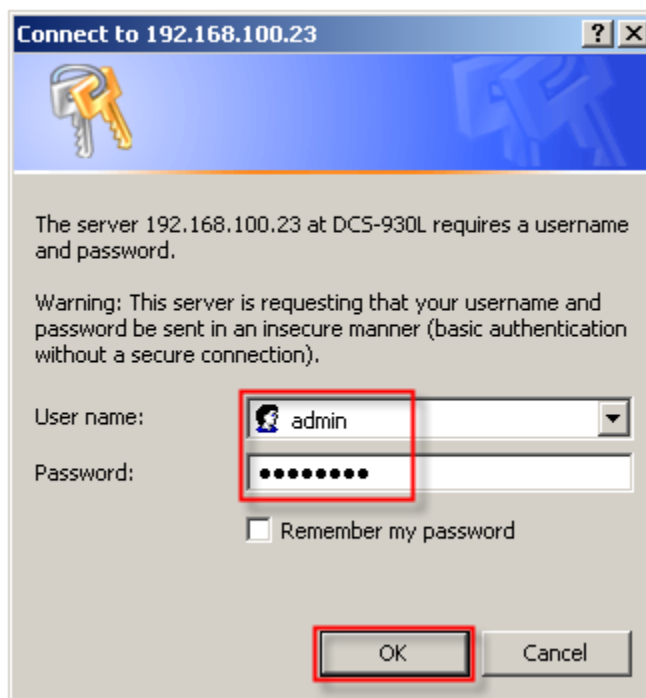 Connect to 192.168.100.23
The server 192.168.100.23 at DCS-930L requires a username
and password.
Warning: This server is requesting that your username and
password be sent in an insecure manner (basic authentication
without a secure connection).
User name:
admin
Password:
●●●●●●●●
Remember my password
OK
Cancel